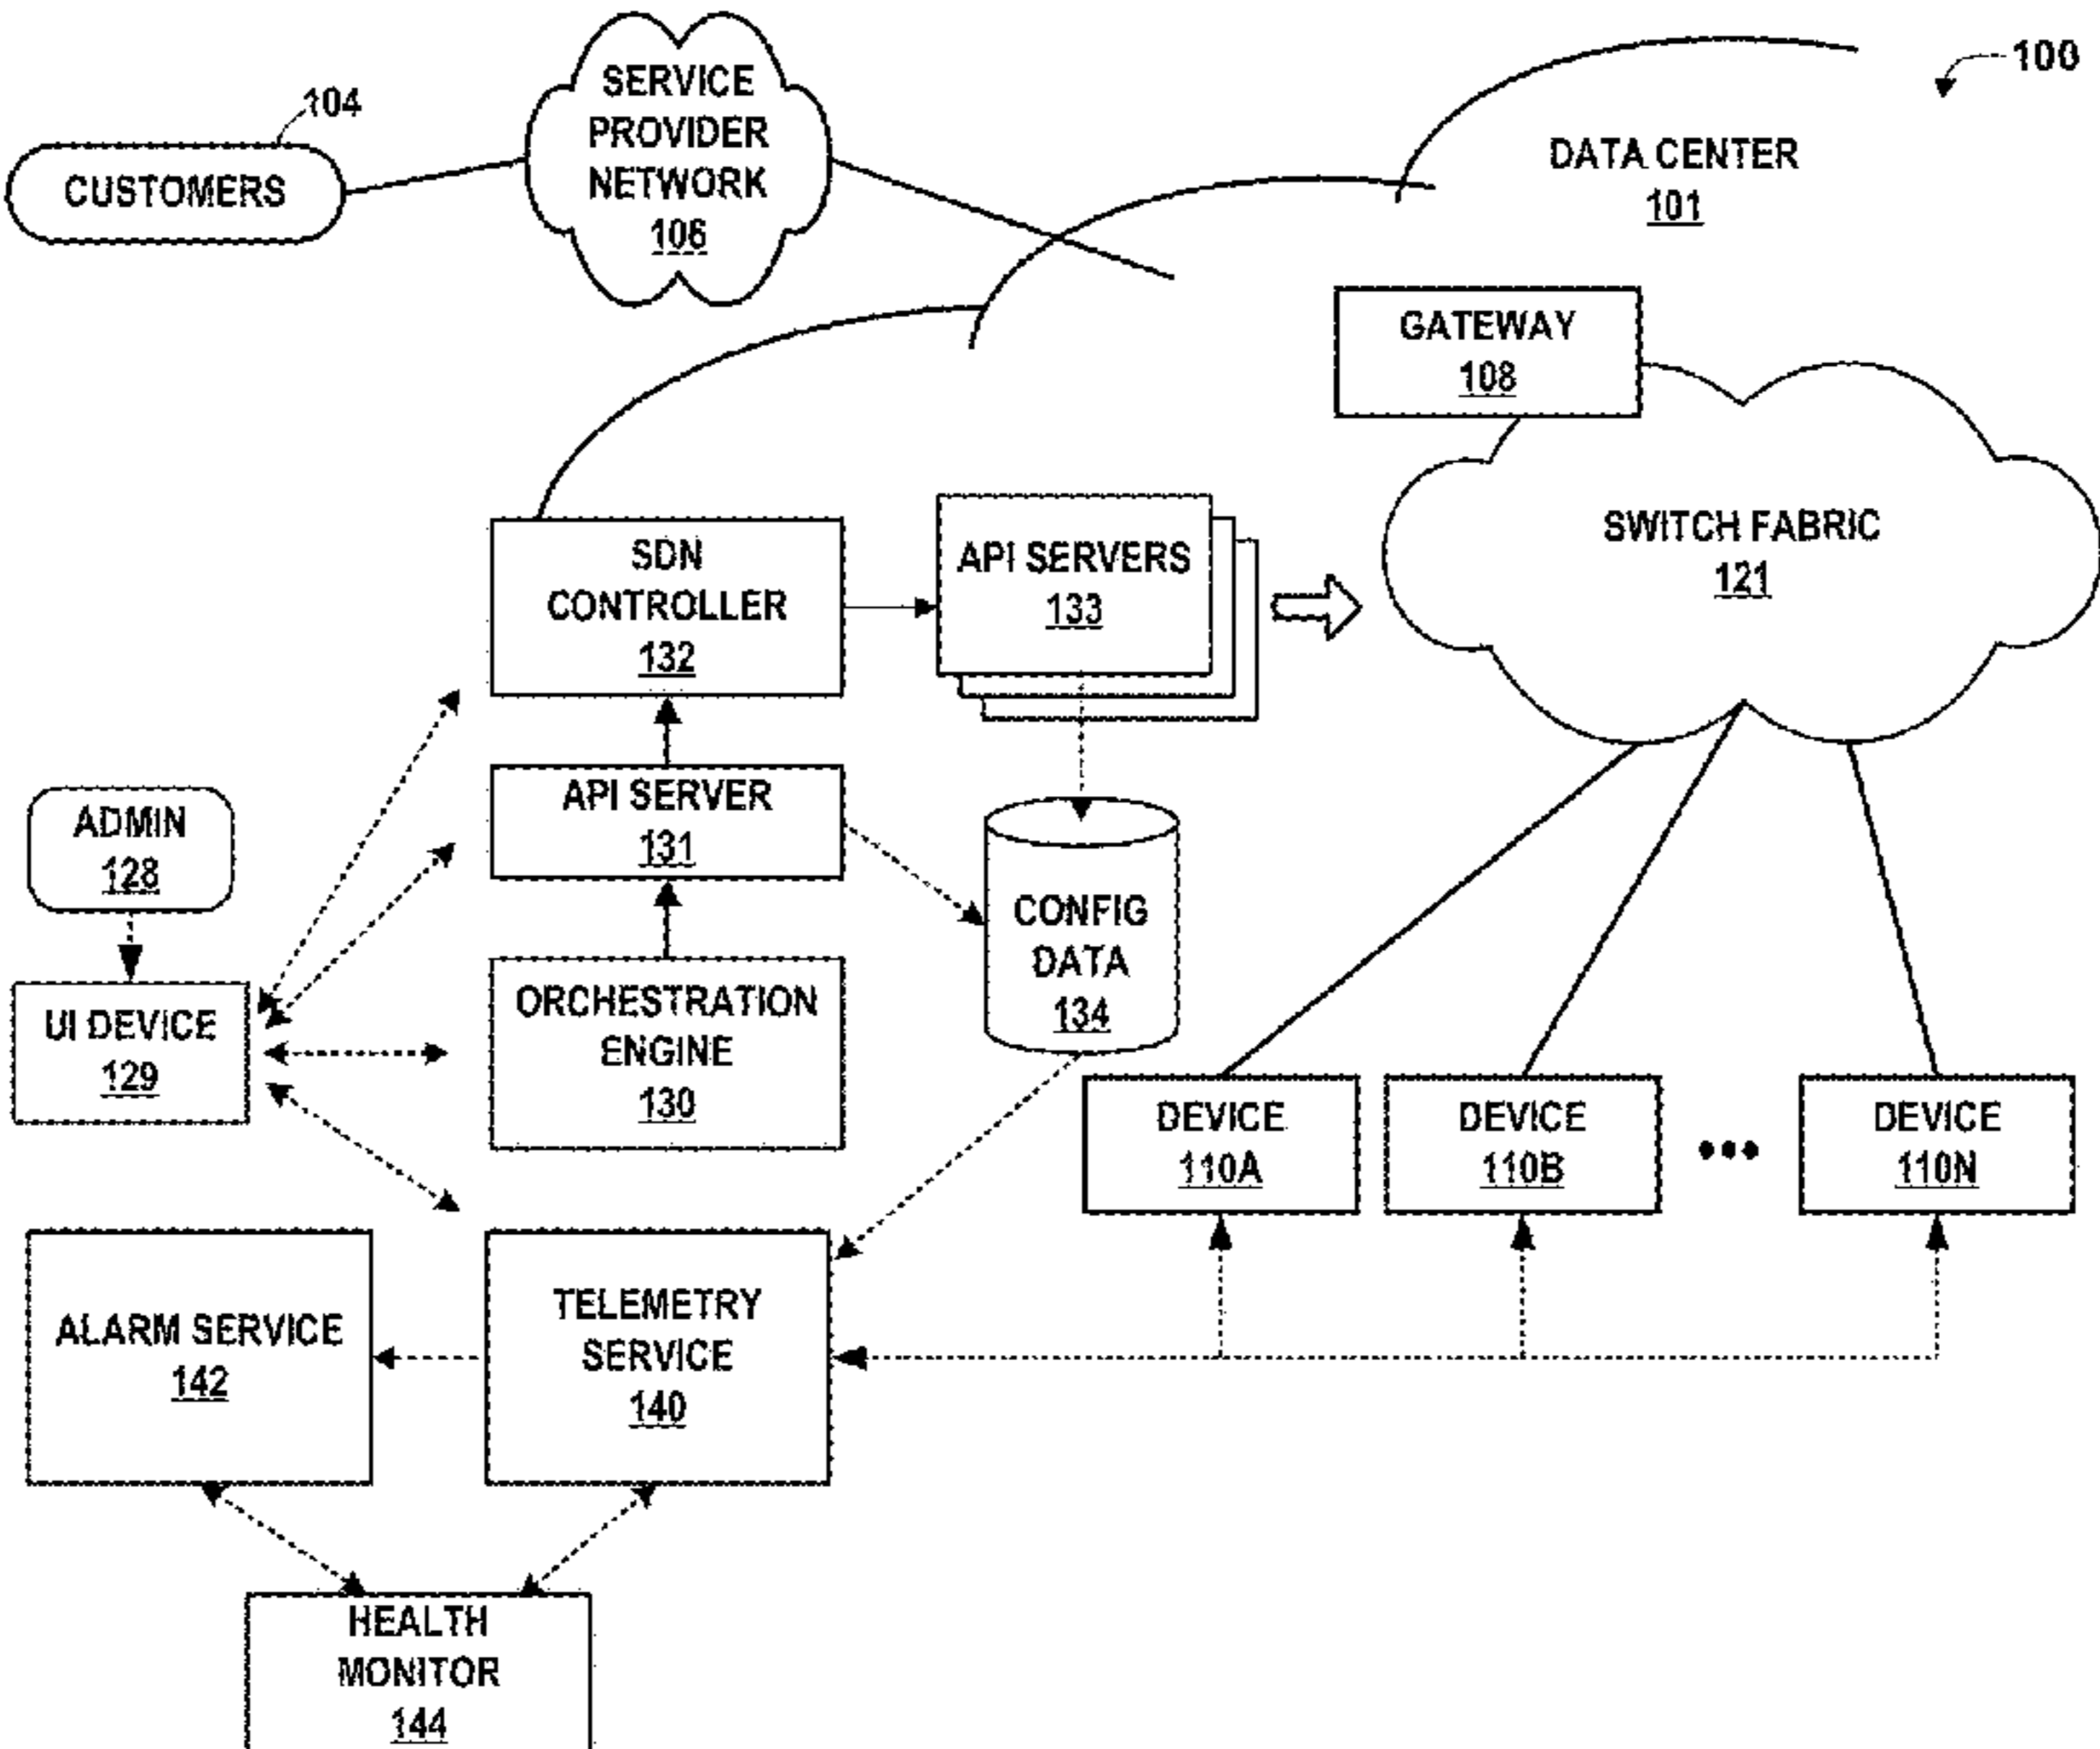 100
104
CUSTOMERS
SERVICE
PROVIDER
NETWORK
106
DATA CENTER
101
GATEWAY
108
SWITCH FABRIC
121
SDN
CONTROLLER
132
API SERVERS
133
API SERVER
131
ADMIN
128
CONFIG
DATA
134
UI DEVICE
129
ORCHESTRATION
ENGINE
130
DEVICE
110A
DEVICE
110B
•••
DEVICE
110N
ALARM SERVICE
142
TELEMETRY
SERVICE
140
HEALTH
MONITOR
144